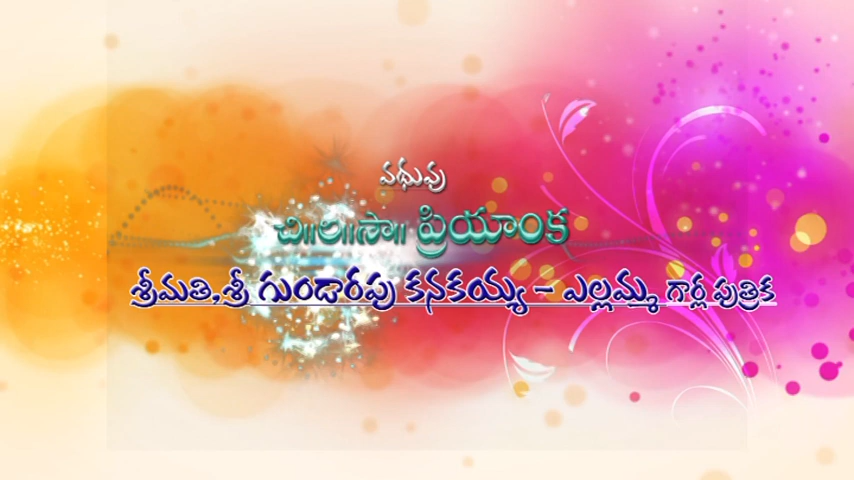 వధువు
చి॥ల॥సౌ॥ ప్రియాంక
శ్రీమతి,శ్రీ గుండారపు కనకయ్య – ఎల్లమ్మ గార్ల పుత్రిక